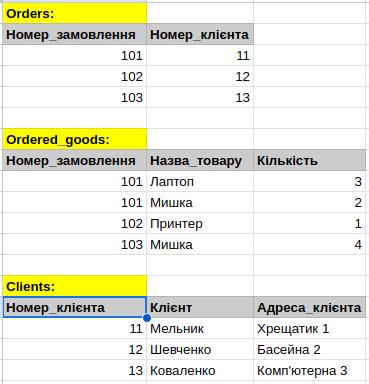 Orders:
Номер_замовлення Номер_клієнта
101 11
102 12
103 13
Ordered_goods:
Номер_замовлення Назва_товару Кількість
101 Лаптоп 3
101 Мишка 2
102 Принтер 1
103 Мишка 4
Clients:
Номер_клієнта Клієнт Адреса_клієнта
11 Мельник Хрещатик 1
12 Шевченко Басейна 2
13 Коваленко Комп'ютерна 3